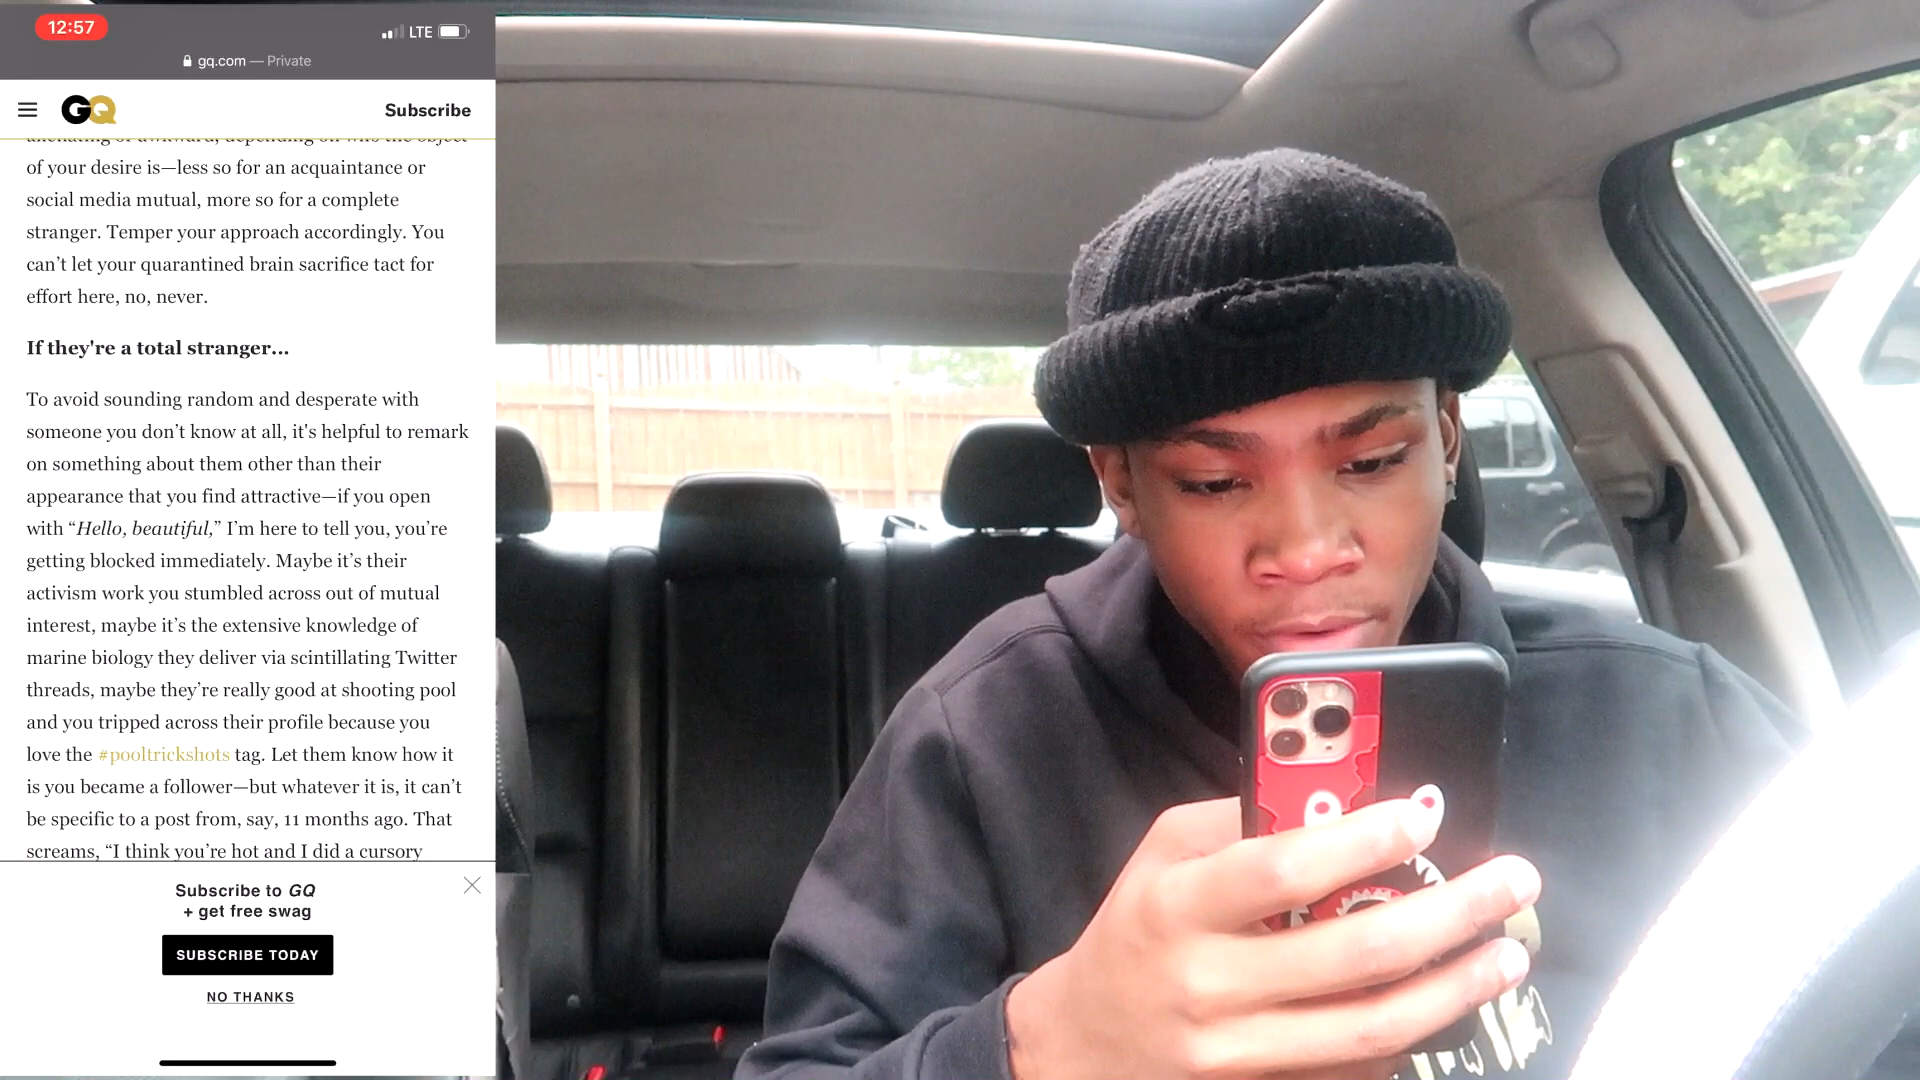 12:57
LTE
gq.com — Private
GQ
Subscribe
alienating or awkward, depending on who the object
of your desire is—less so for an acquaintance or
social media mutual, more so for a complete
stranger. Temper your approach accordingly. You
can’t let your quarantined brain sacrifice tact for
effort here, no, never.
If they're a total stranger...
To avoid sounding random and desperate with
someone you don’t know at all, it's helpful to remark
on something about them other than their
appearance that you find attractive—if you open
with “Hello, beautiful,” I’m here to tell you, you’re
getting blocked immediately. Maybe it’s their
activism work you stumbled across out of mutual
interest, maybe it’s the extensive knowledge of
marine biology they deliver via scintillating Twitter
threads, maybe they’re really good at shooting pool
and you tripped across their profile because you
love the #pooltrickshots tag. Let them know how it
is you became a follower—but whatever it is, it can’t
be specific to a post from, say, 11 months ago. That
screams, “I think you’re hot and I did a cursory
Subscribe to GQ
+ get free swag
SUBSCRIBE TODAY
NO THANKS